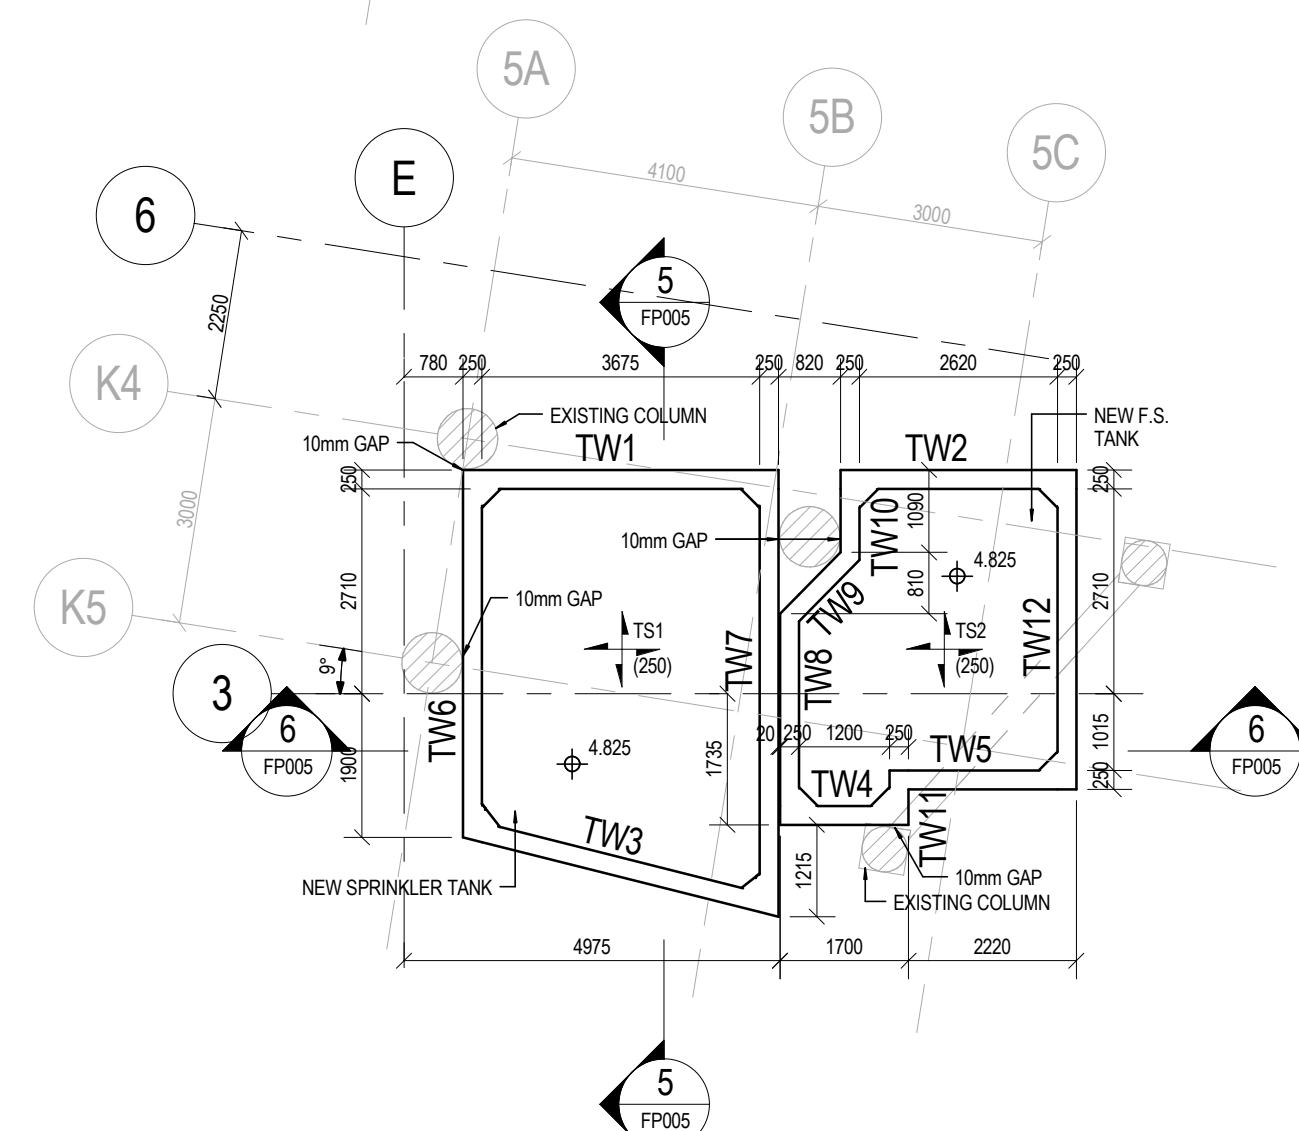 5A
5B
5C
E
6
4100
3000
2250
5
FP005
K4
780
250
3675
250
820
250
2620
250
EXISTING COLUMN
NEW F.S.
TANK
10mm GAP
TW1
TW2
250
250
3000
1090
TW10
10mm GAP
4.825
810
K5
2710
10mm GAP
TW9
2710
TS1
(250)
TS2
(250)
TW7
TW8
TW12
9°
3
6
FP005
TW6
20
250
1200
250
1015
6
FP005
1900
4.825
1735
TW5
TW4
250
TW3
TW11
1215
NEW SPRINKLER TANK
10mm GAP
EXISTING COLUMN
4975
1700
2220
5
FP005